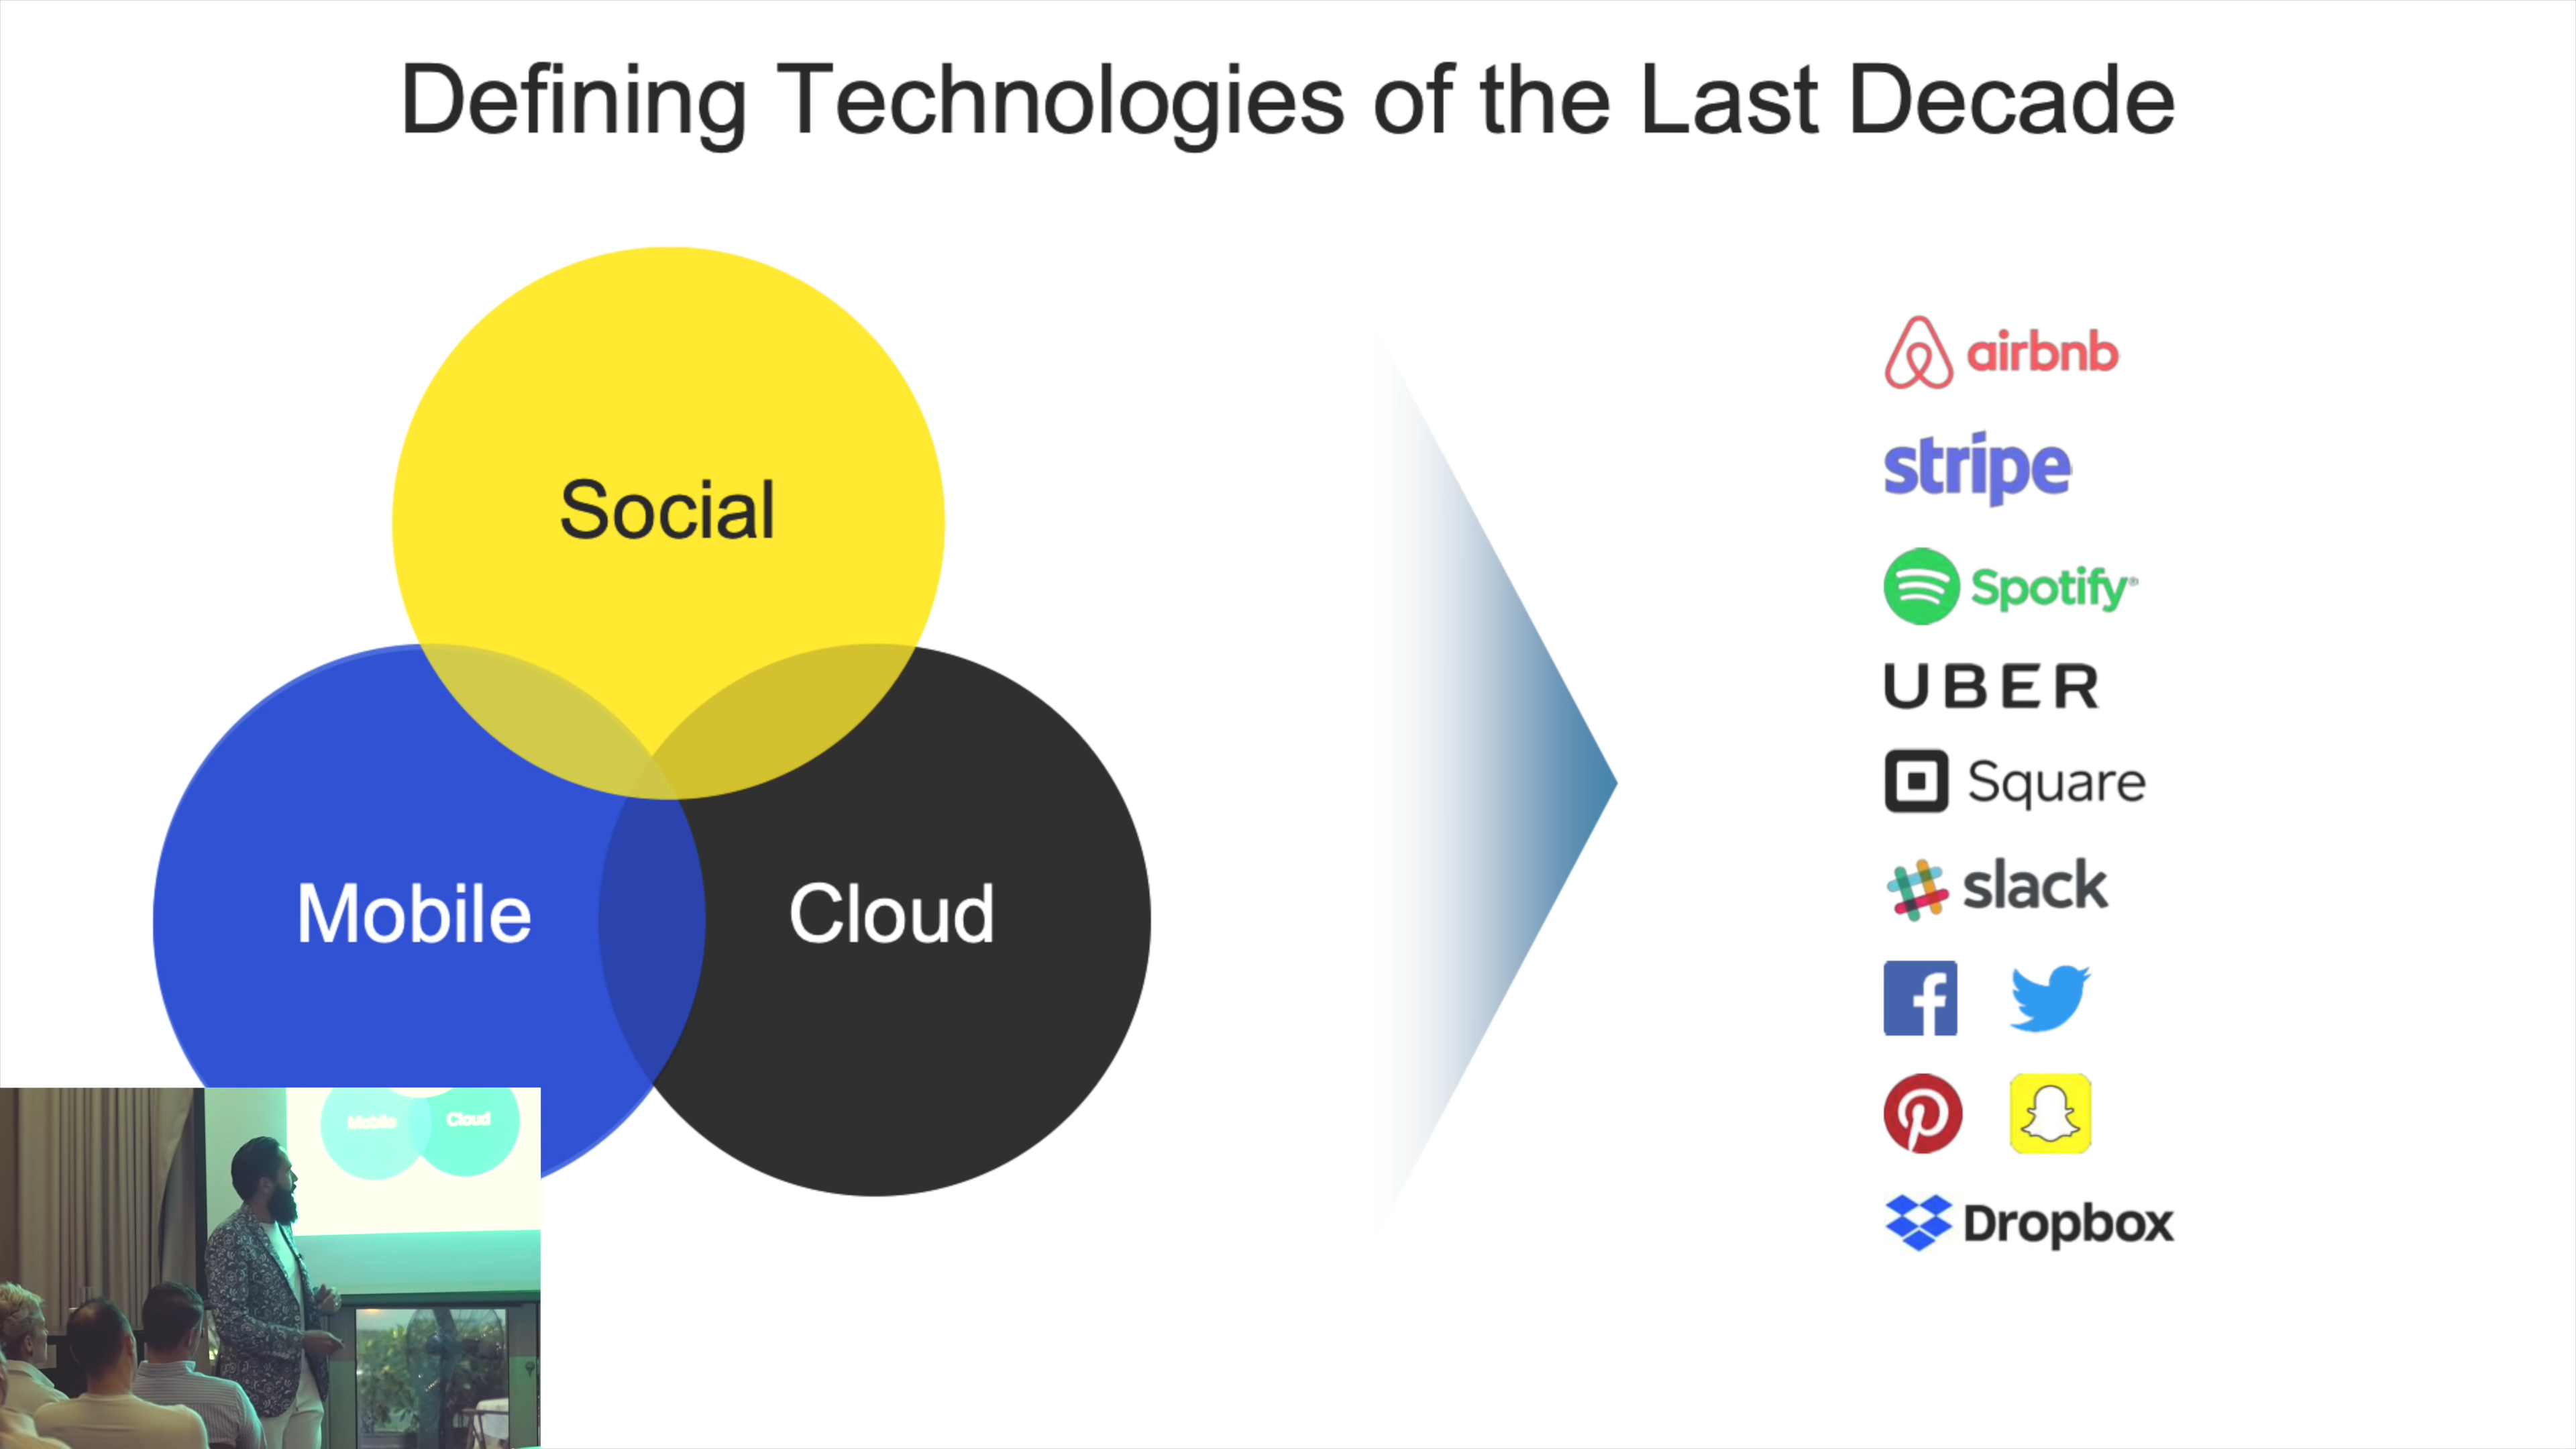 Defining Technologies of the Last Decade
Social
Mobile
Cloud
airbnb
stripe
Spotify®
UBER
Square
slack
Dropbox
Mobile
Cloud